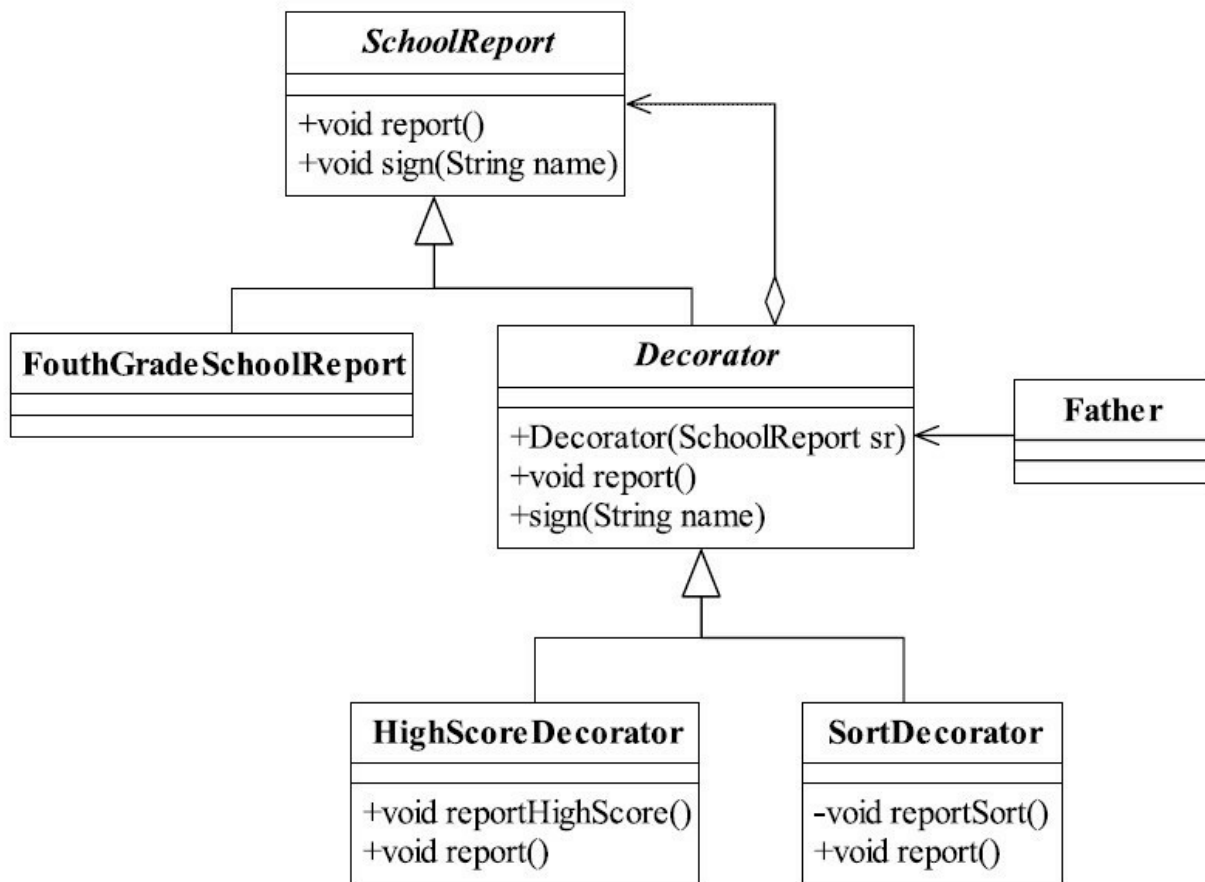 SchoolReport
+void report()
+void sign(String name)
FouthGradeSchoolReport
Decorator
+Decorator(SchoolReport sr)
+void report()
+sign(String name)
Father
HighScoreDecorator
+void reportHighScore()
+void report()
SortDecorator
-void reportSort()
+void report()